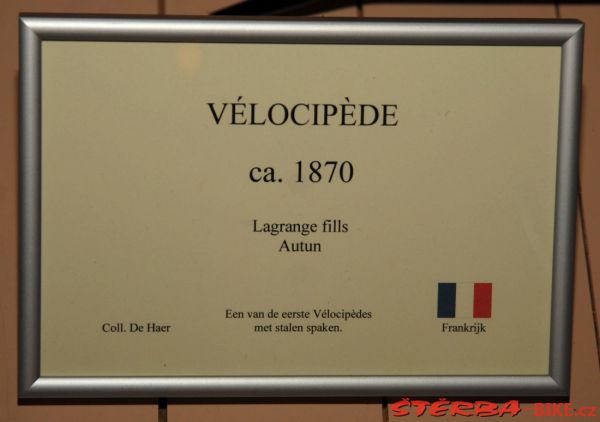 VÉLOCIPÈDE
ca. 1870
Lagrange fills
Autun
Coll. De Haer
Een van de eerste Vélocipèdes
met stalen spaken.
Frankrijk
ŠTĚRBA-BIKE.cz